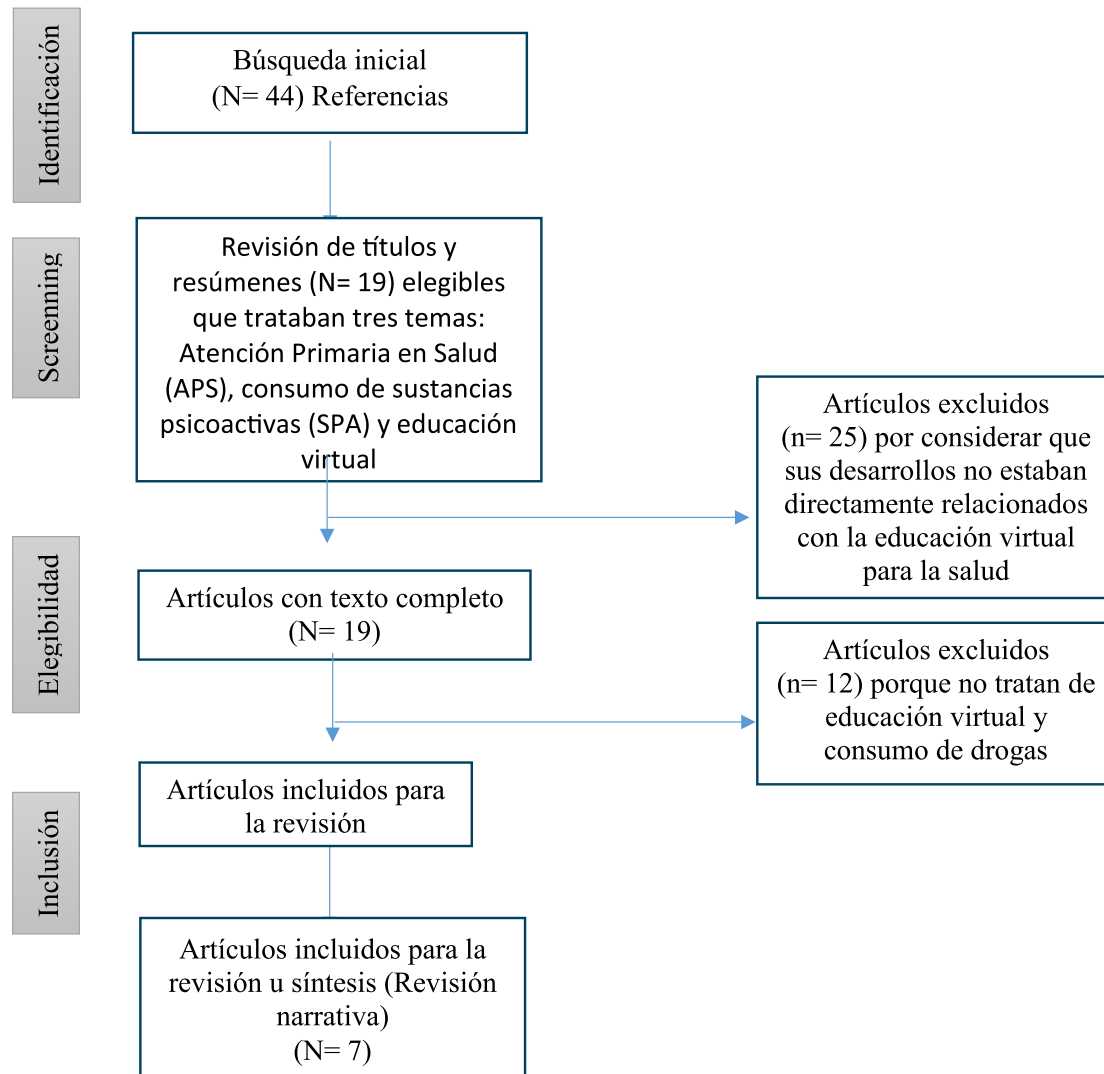 Identificación
Búsqueda inicial
(N= 44) Referencias
Screnning
Revisión de títulos y
resúmenes (N= 19) elegibles
que trataban tres temas:
Atención Primaria en Salud
(APS), consumo de sustancias
psicoactivas (SPA) y educación
virtual
Artículos excluidos
(n= 25) por considerar que
sus desarrollos no estaban
directamente relacionados
con la educación virtual
para la salud
Elegibilidad
Artículos con texto completo
(N= 19)
Artículos excluidos
(n= 12) porque no tratan de
educación virtual y
consumo de drogas
Inclusión
Artículos incluidos para
la revisión
Artículos incluidos para la
revisión u síntesis (Revisión
narrativa)
(N= 7)